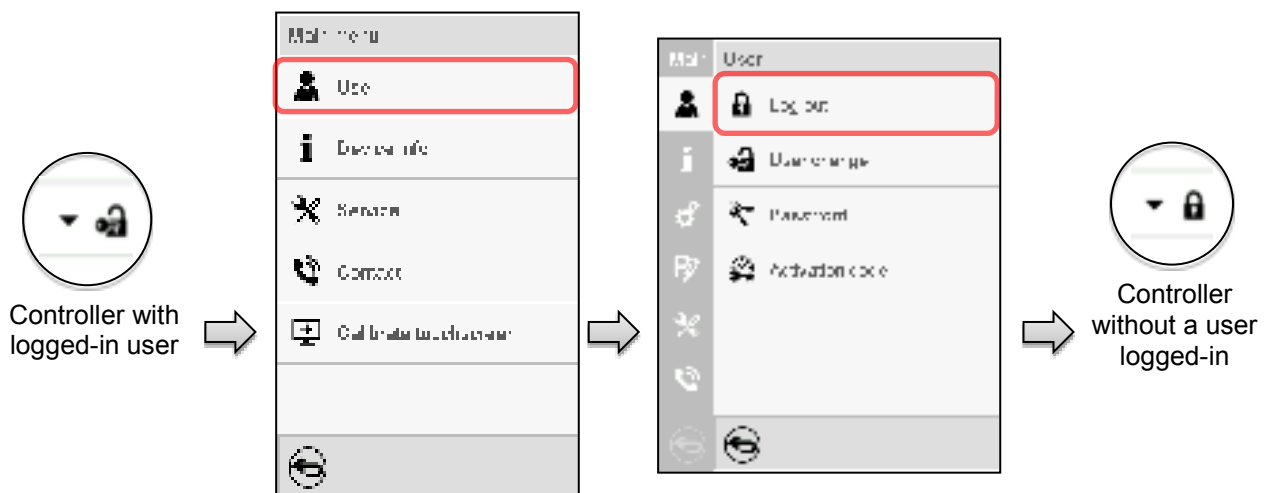 Controller with
logged-in user
Main menu
User
Device info
Service
Contact
Calibrate touchscreen
Main
User
Log out
User change
Password
Activation code
Controller
without a user
logged-in